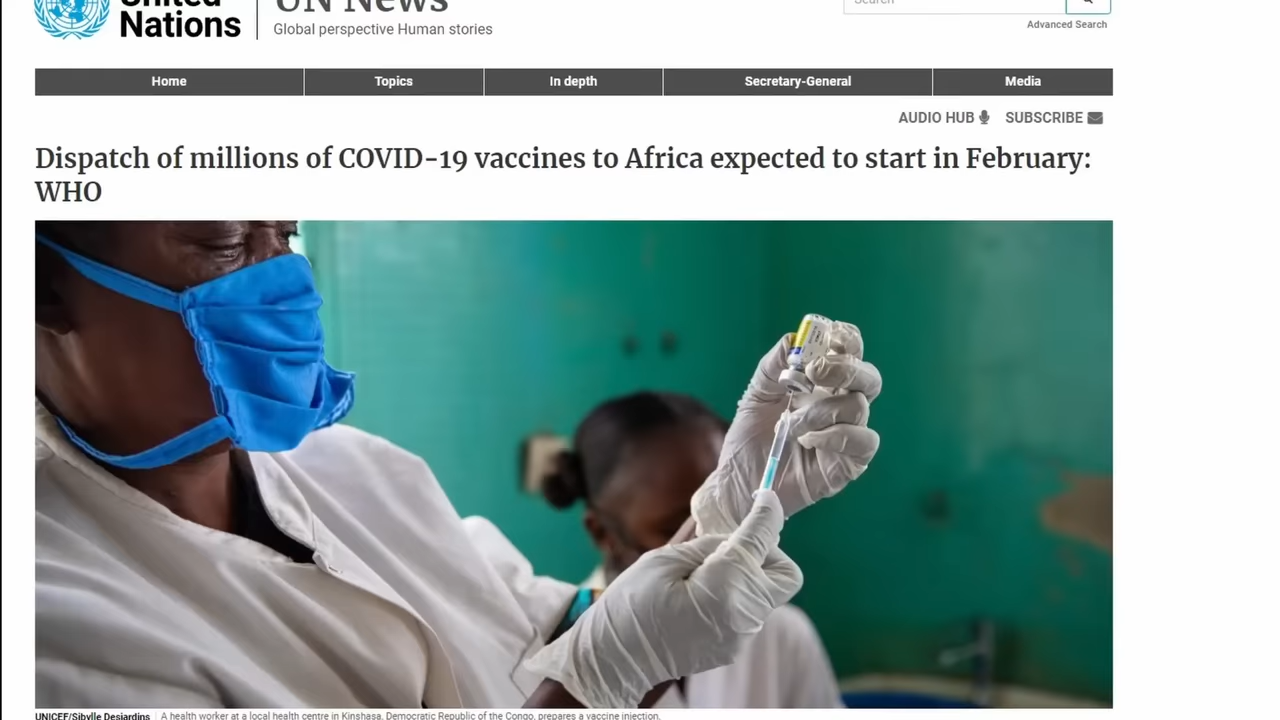 United
Nations
UN News
Global perspective Human stories
Search
Advanced Search
Home
Topics
In depth
Secretary-General
Media
AUDIO HUB
SUBSCRIBE
Dispatch of millions of COVID-19 vaccines to Africa expected to start in February:
WHO
UNICEF/Sibylle Desjardins
A health worker at a local health centre in Kinshasa, Democratic Republic of the Congo, prepares a vaccine injection.